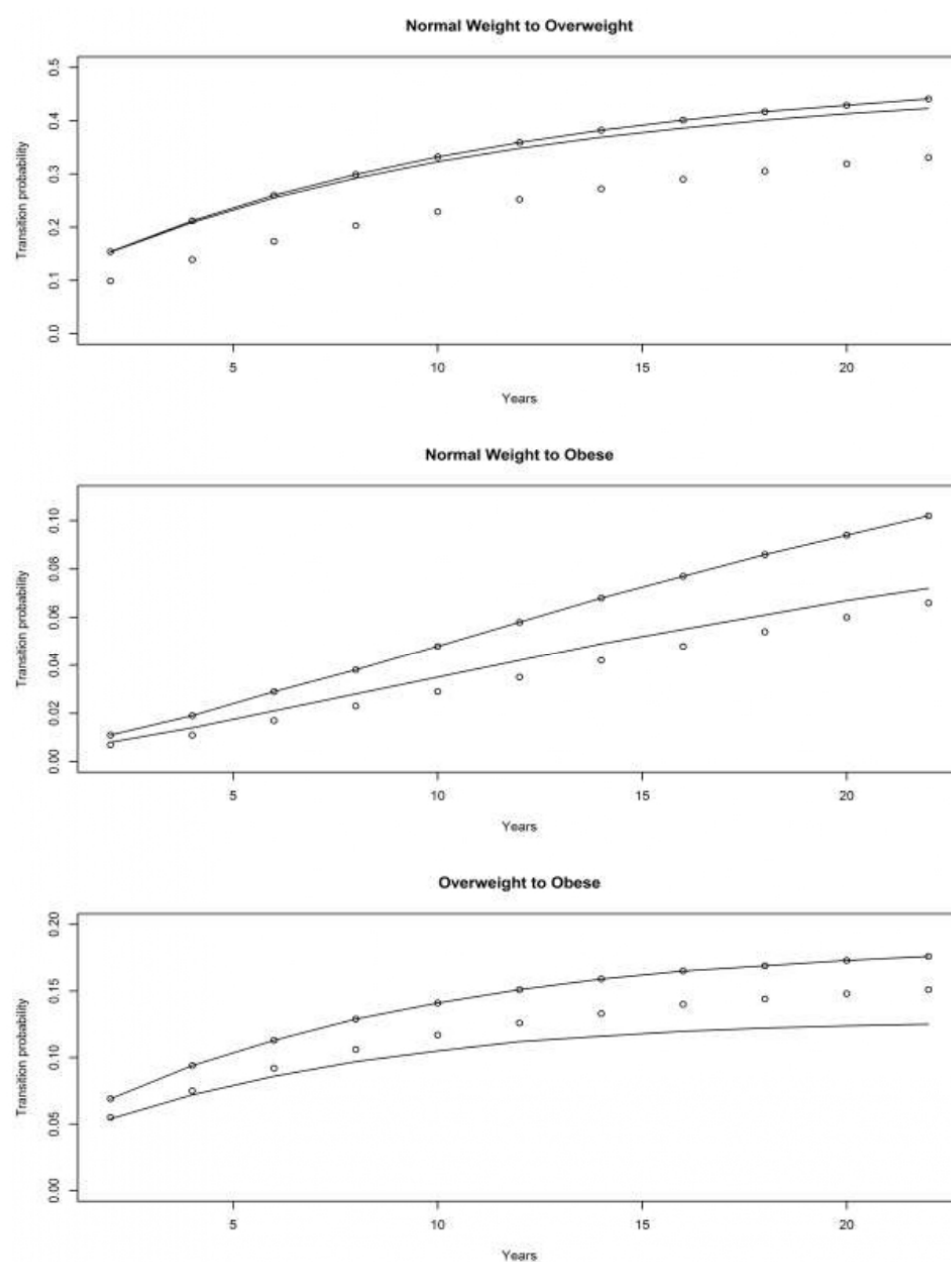 Normal Weight to Overweight
0.5
0.4
0.3
0.2
0.1
0.0
Transition probability
5 10 15 20
Years
Normal Weight to Obese
0.10
0.08
0.06
0.04
0.02
0.00
Transition probability
5 10 15 20
Years
Overweight to Obese
0.20
0.15
0.10
0.05
0.00
Transition probability
5 10 15 20
Years